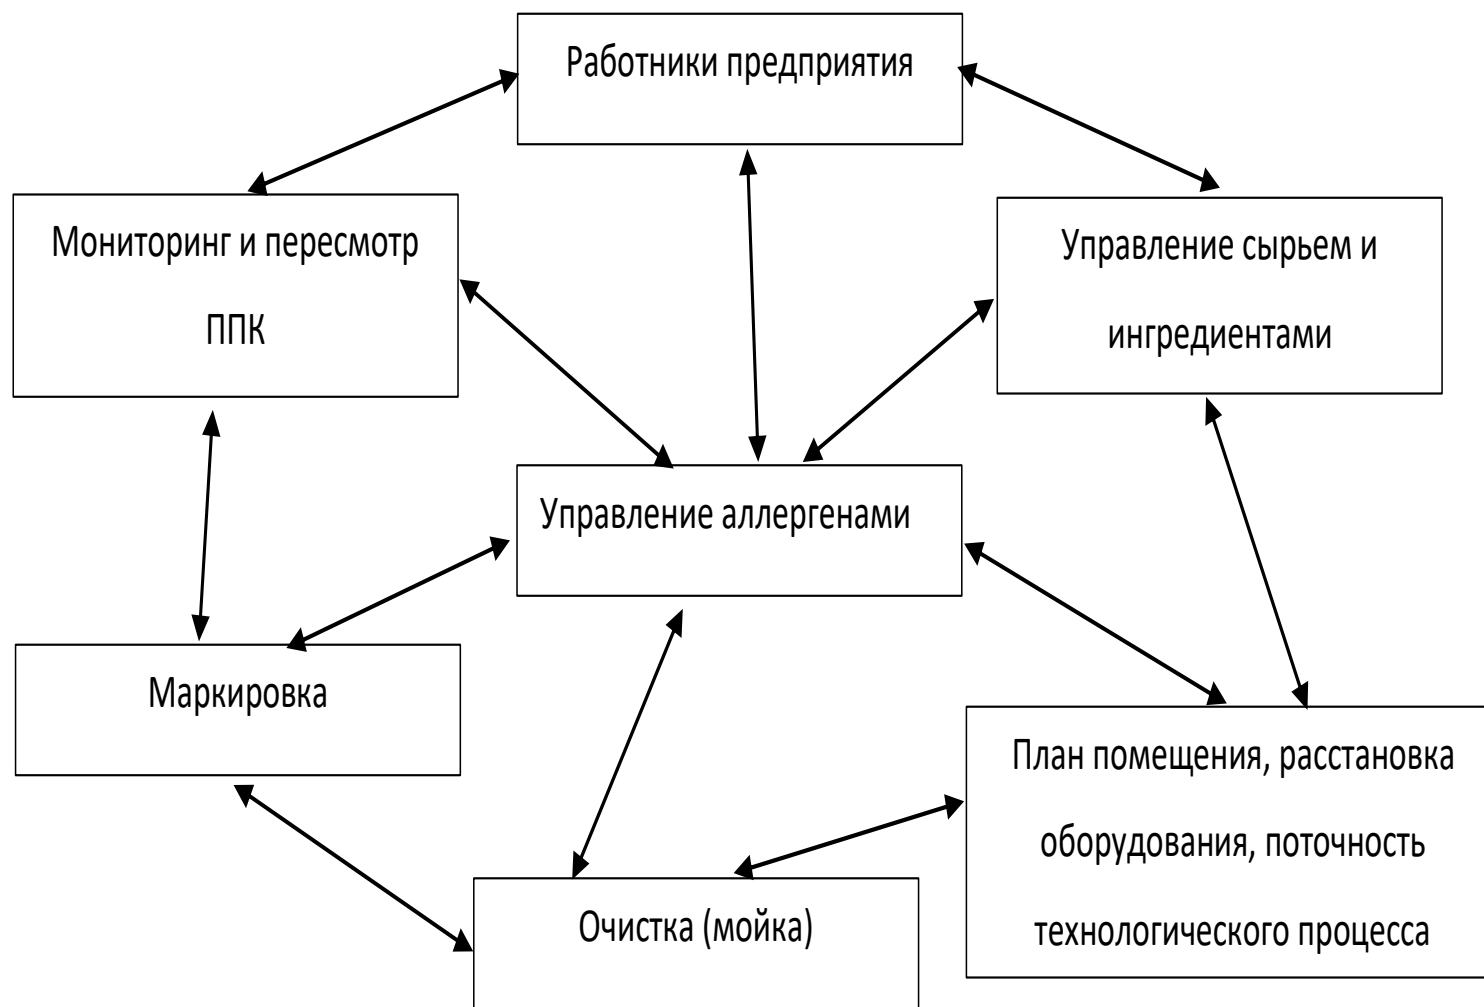 Работники предприятия
Мониторинг и пересмотр
ППК
Управление сырьем и
ингредиентами
Управление аллергенами
Маркировка
План помещения, расстановка
оборудования, поточность
технологического процесса
Очистка (мойка)